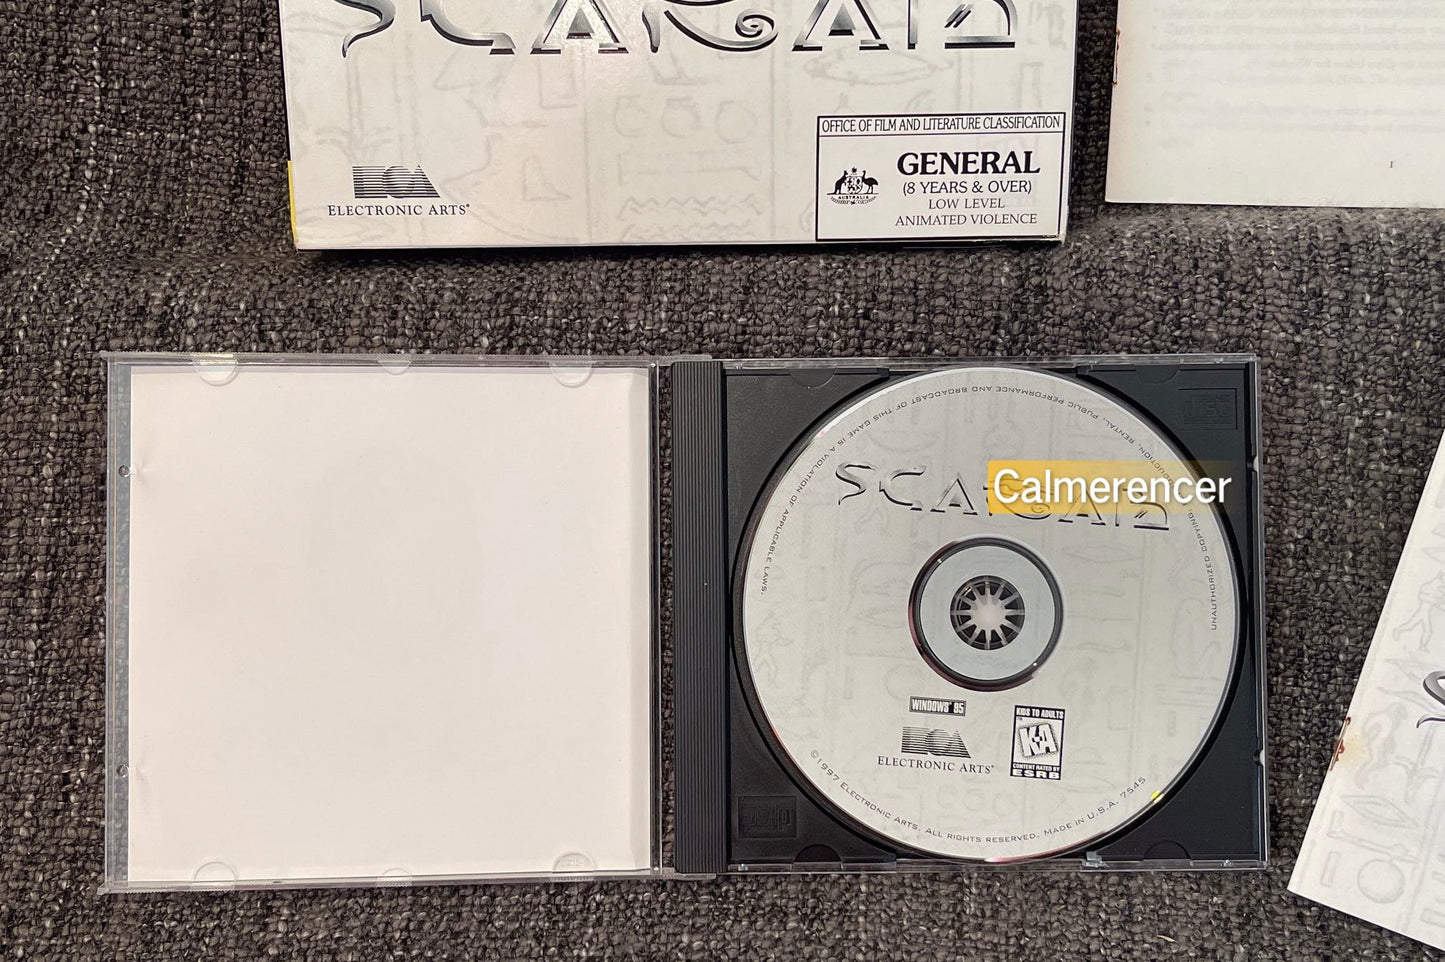 SCARAB
OFFICE OF FILM AND LITERATURE CLASSIFICATION
GENERAL
(8 YEARS & OVER)
LOW LEVEL
ANIMATED VIOLENCE
AUSTRALIA
ELECTRONIC ARTS®
1
UNAUTHORIZED COPYING, REPRODUCTION, RENTAL, PUBLIC PERFORMANCE AND BROADCAST OF THIS GAME IS A VIOLATION OF APPLICABLE LAWS.
SCARAB
Calmerencer
WINDOWS® 95
ELECTRONIC ARTS®
KIDS TO ADULTS
K-A
CONTENT RATED BY
ESRB
©1997 ELECTRONIC ARTS. ALL RIGHTS RESERVED. MADE IN U.S.A. 7545